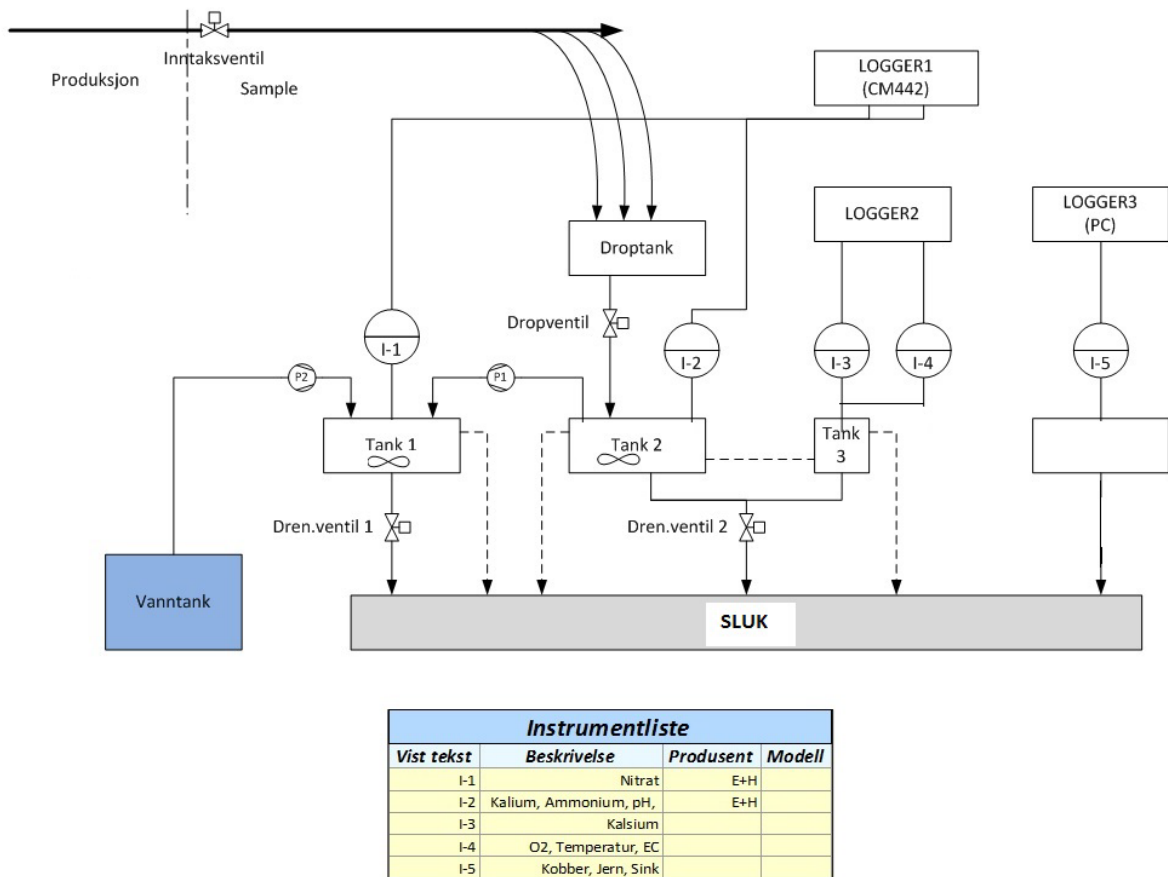 Inntaksventil
Produksjon
Sample
LOGGER1
(CM442)
LOGGER2
LOGGER3
(PC)
Droptank
Dropventil
I-1
I-2
I-3
I-4
I-5
P2
P1
Tank 1
Tank 2
Tank
3
Dren.ventil 1
Dren.ventil 2
Vanntank
SLUK
Instrumentliste
Vist tekst Beskrivelse Produsent Modell
I-1 Nitrat E+H
I-2 Kalium, Ammonium, pH, E+H
I-3 Kalsium
I-4 O2, Temperatur, EC
I-5 Kobber, Jern, Sink